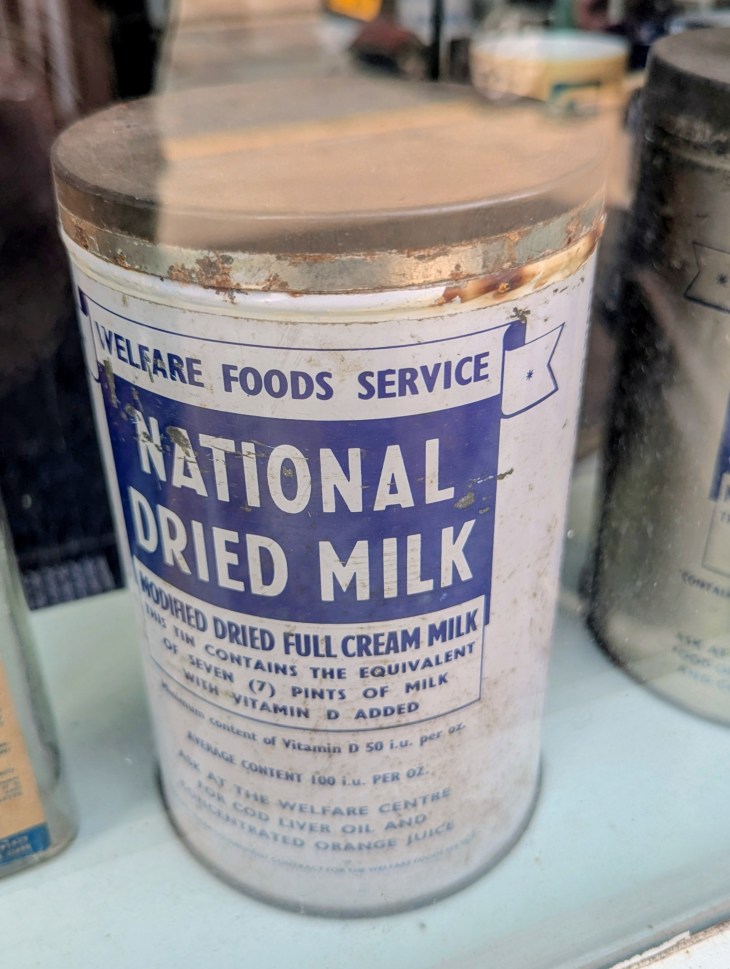 WELFARE FOODS SERVICE
NATIONAL
DRIED MILK
MODIFIED DRIED FULL CREAM MILK
THIS TIN CONTAINS THE EQUIVALENT
OF SEVEN (7) PINTS OF MILK
WITH VITAMIN D ADDED
Minimum content of Vitamin D 50 i.u. per oz.
AVERAGE CONTENT 100 i.u. PER OZ.
ASK AT THE WELFARE CENTRE
FOR COD LIVER OIL AND
CONCENTRATED ORANGE JUICE